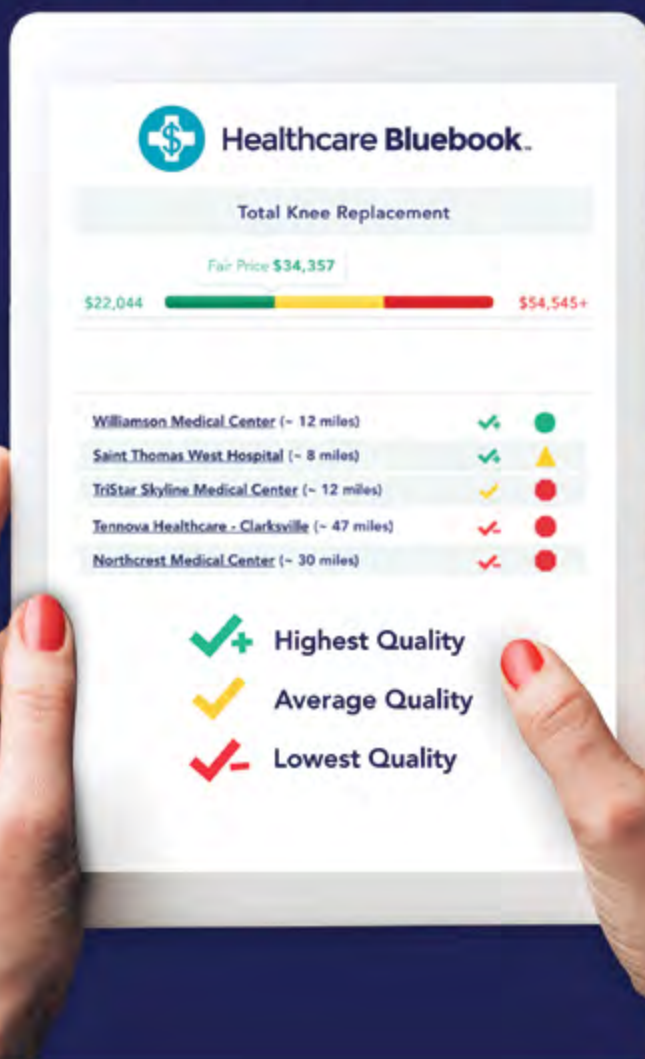 $
Healthcare Bluebook™
Total Knee Replacement
Fair Price $34,357
$22,044
$54,545+
Williamson Medical Center (~ 12 miles)
Saint Thomas West Hospital (~ 8 miles)
TriStar Skyline Medical Center (~ 12 miles)
Tennova Healthcare - Clarksville (~ 47 miles)
Northcrest Medical Center (~ 30 miles)
Highest Quality
Average Quality
Lowest Quality